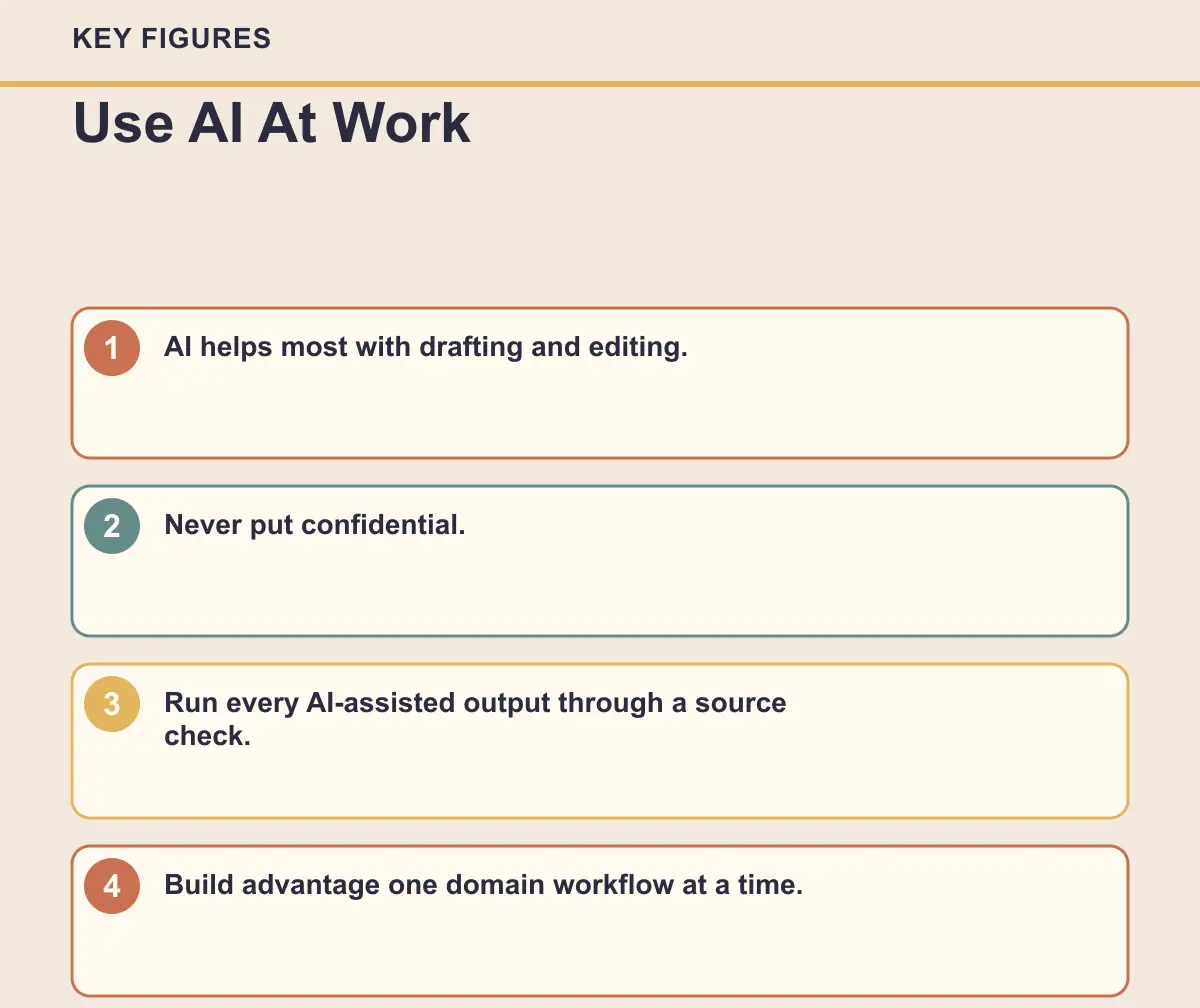 KEY FIGURES
Use AI At Work
1
AI helps most with drafting and editing.
2
Never put confidential.
3
Run every AI-assisted output through a source
check.
4
Build advantage one domain workflow at a time.